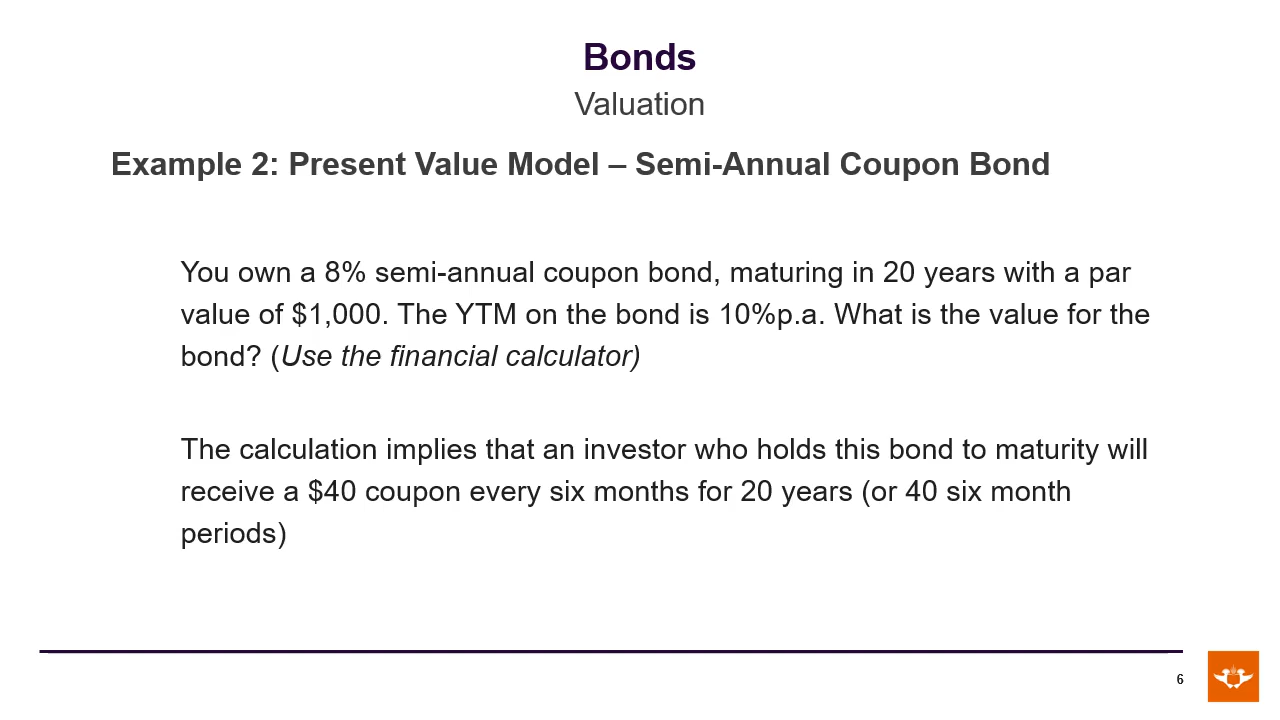 Bonds
Valuation
Example 2: Present Value Model – Semi-Annual Coupon Bond
You own a 8% semi-annual coupon bond, maturing in 20 years with a par
value of $1,000. The YTM on the bond is 10%p.a. What is the value for the
bond? (Use the financial calculator)
The calculation implies that an investor who holds this bond to maturity will
receive a $40 coupon every six months for 20 years (or 40 six month
periods)
6